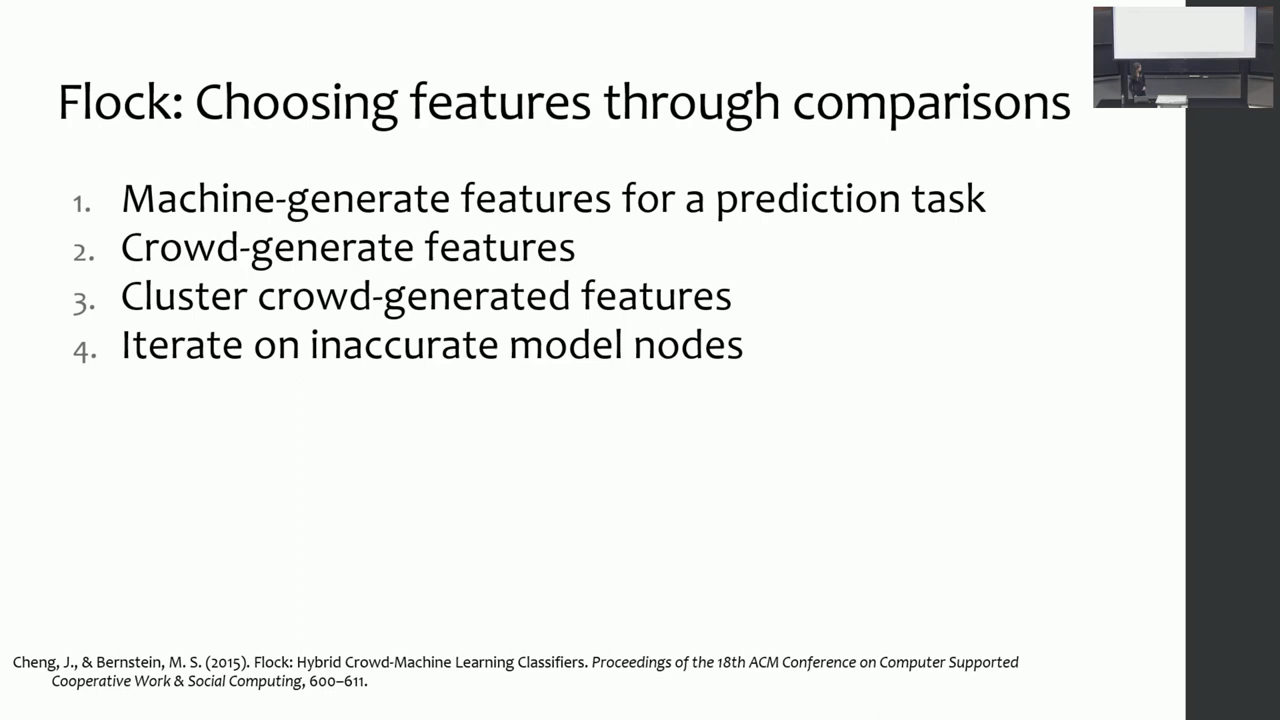 Flock: Choosing features through comparisons
1. Machine-generate features for a prediction task
2. Crowd-generate features
3. Cluster crowd-generated features
4. Iterate on inaccurate model nodes
Cheng, J., & Bernstein, M. S. (2015). Flock: Hybrid Crowd-Machine Learning Classifiers. Proceedings of the 18th ACM Conference on Computer Supported
Cooperative Work & Social Computing, 600–611.